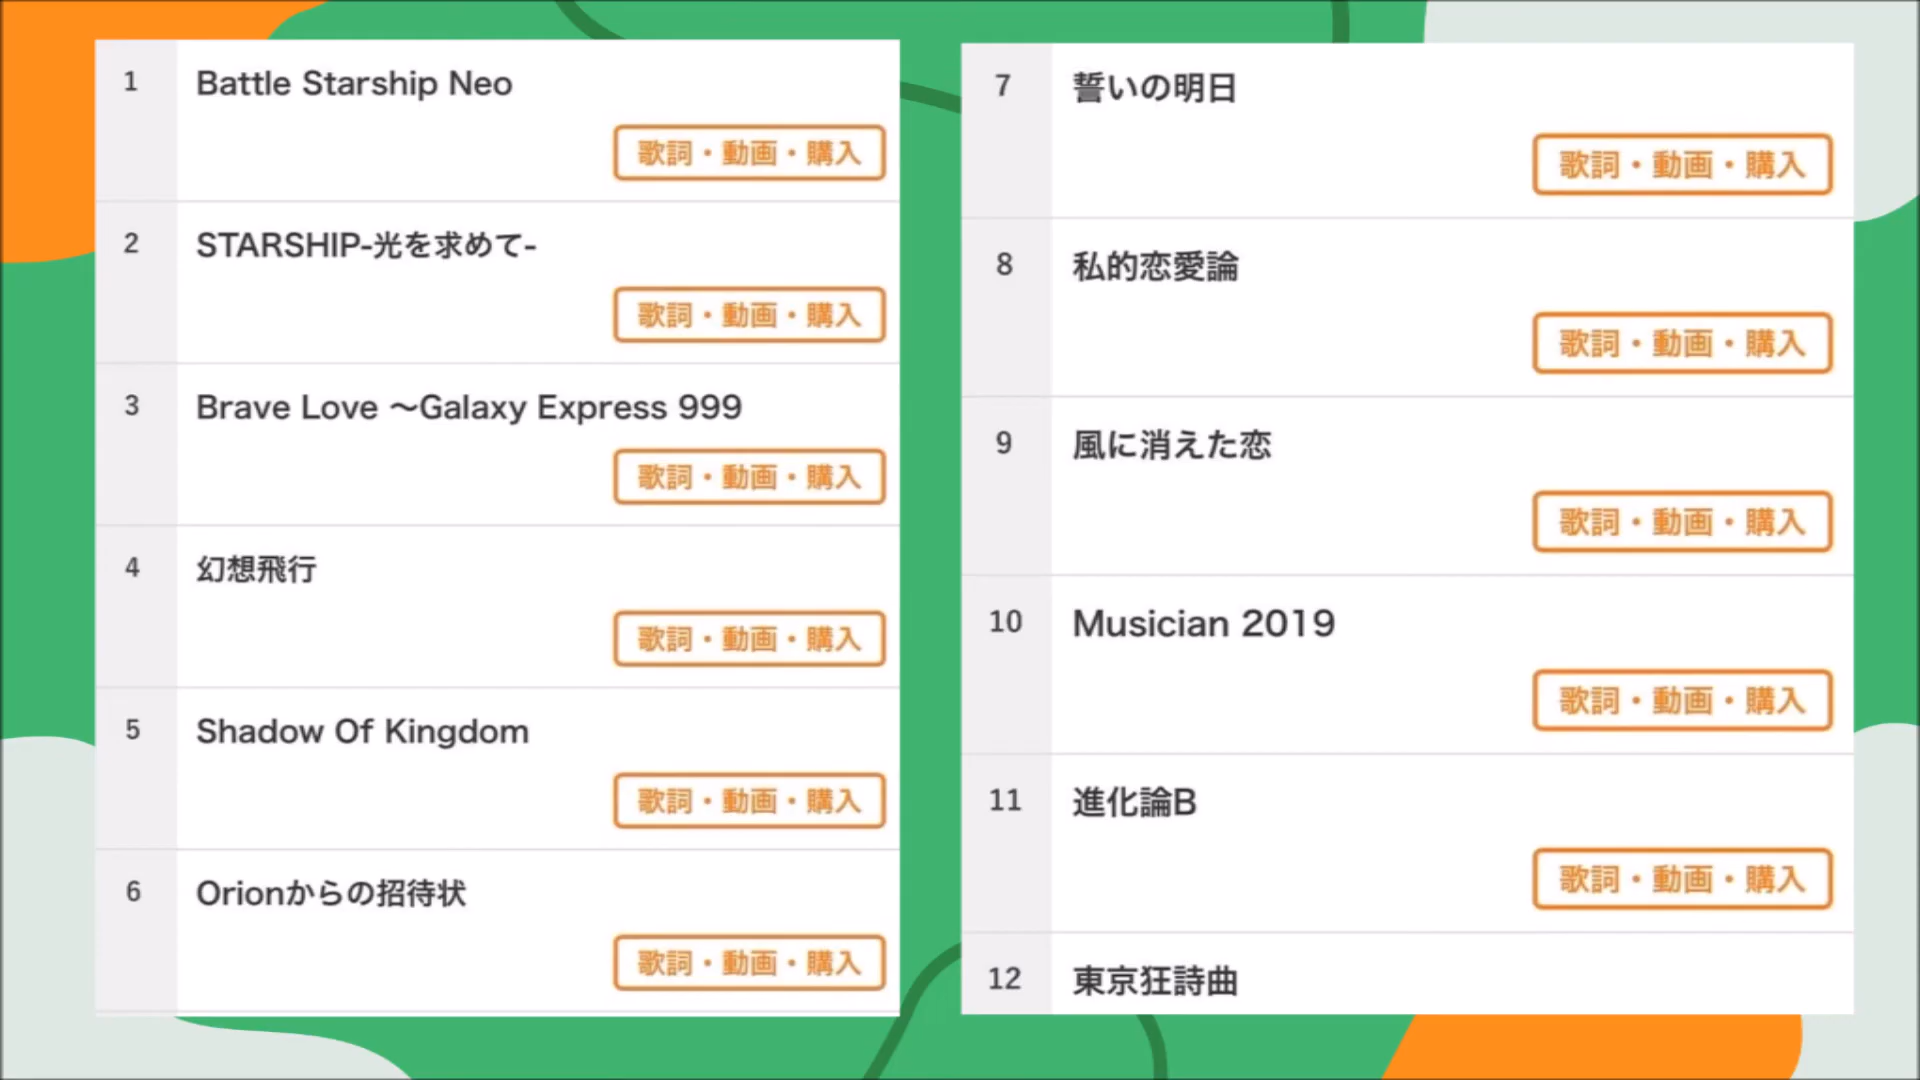 1 Battle Starship Neo
歌詞・動画・購入
2 STARSHIP-光を求めて-
歌詞・動画・購入
3 Brave Love 〜Galaxy Express 999
歌詞・動画・購入
4 幻想飛行
歌詞・動画・購入
5 Shadow Of Kingdom
歌詞・動画・購入
6 Orionからの招待状
歌詞・動画・購入
7 誓いの明日
歌詞・動画・購入
8 私的恋愛論
歌詞・動画・購入
9 風に消えた恋
歌詞・動画・購入
10 Musician 2019
歌詞・動画・購入
11 進化論B
歌詞・動画・購入
12 東京狂詩曲